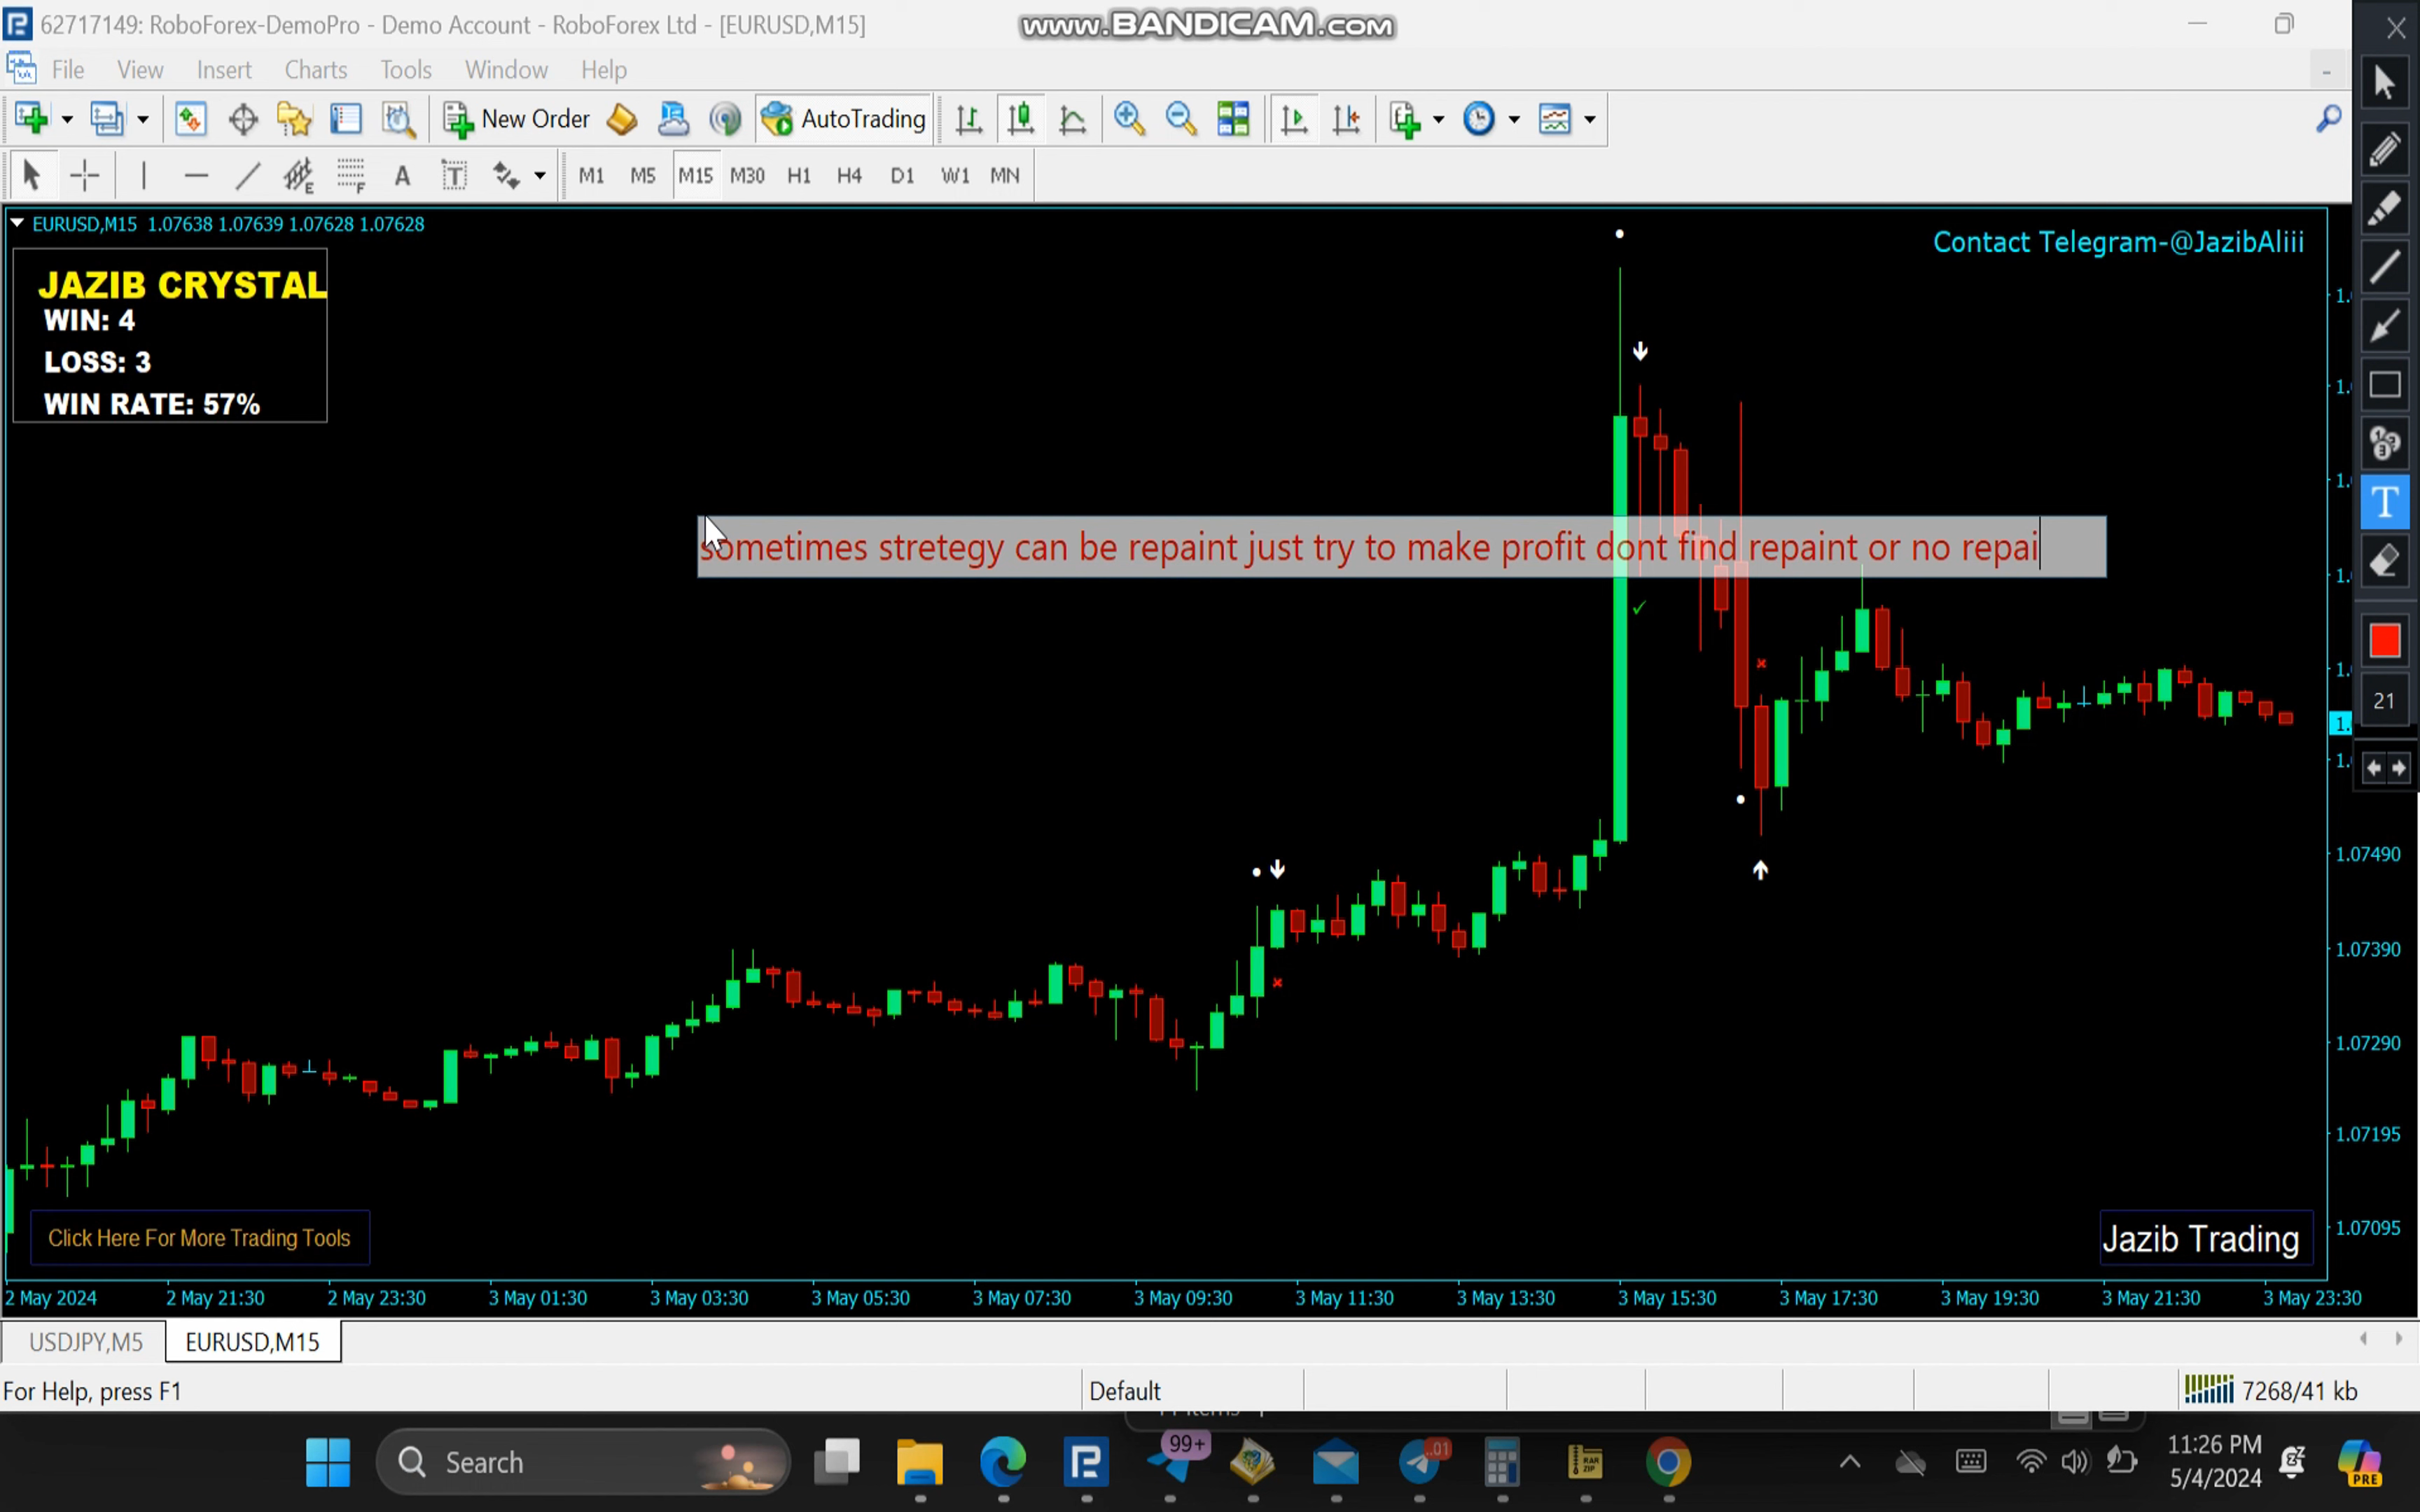 62717149: RoboForex-DemoPro - Demo Account - RoboForex Ltd - [EURUSD,M15]
www.BANDICAM.com
File View Insert Charts Tools Window Help
New Order AutoTrading
E F A T M1 M5 M15 M30 H1 H4 D1 W1 MN
EURUSD,M15 1.07638 1.07639 1.07628 1.07628
Contact Telegram-@JazibAliii
JAZIB CRYSTAL
WIN: 4
LOSS: 3
WIN RATE: 57%
sometimes stretegy can be repaint just try to make profit dont find repaint or no repai
T
21
1.07490
1.07390
1.07290
1.07195
1.07095
Click Here For More Trading Tools
Jazib Trading
2 May 2024 2 May 21:30 2 May 23:30 3 May 01:30 3 May 03:30 3 May 05:30 3 May 07:30 3 May 09:30 3 May 11:30 3 May 13:30 3 May 15:30 3 May 17:30 3 May 19:30 3 May 21:30 3 May 23:30
USDJPY,M5 EURUSD,M15
For Help, press F1
Default
7268/41 kb
Search
99+
RAR
ZIP
11:26 PM
5/4/2024
PRE